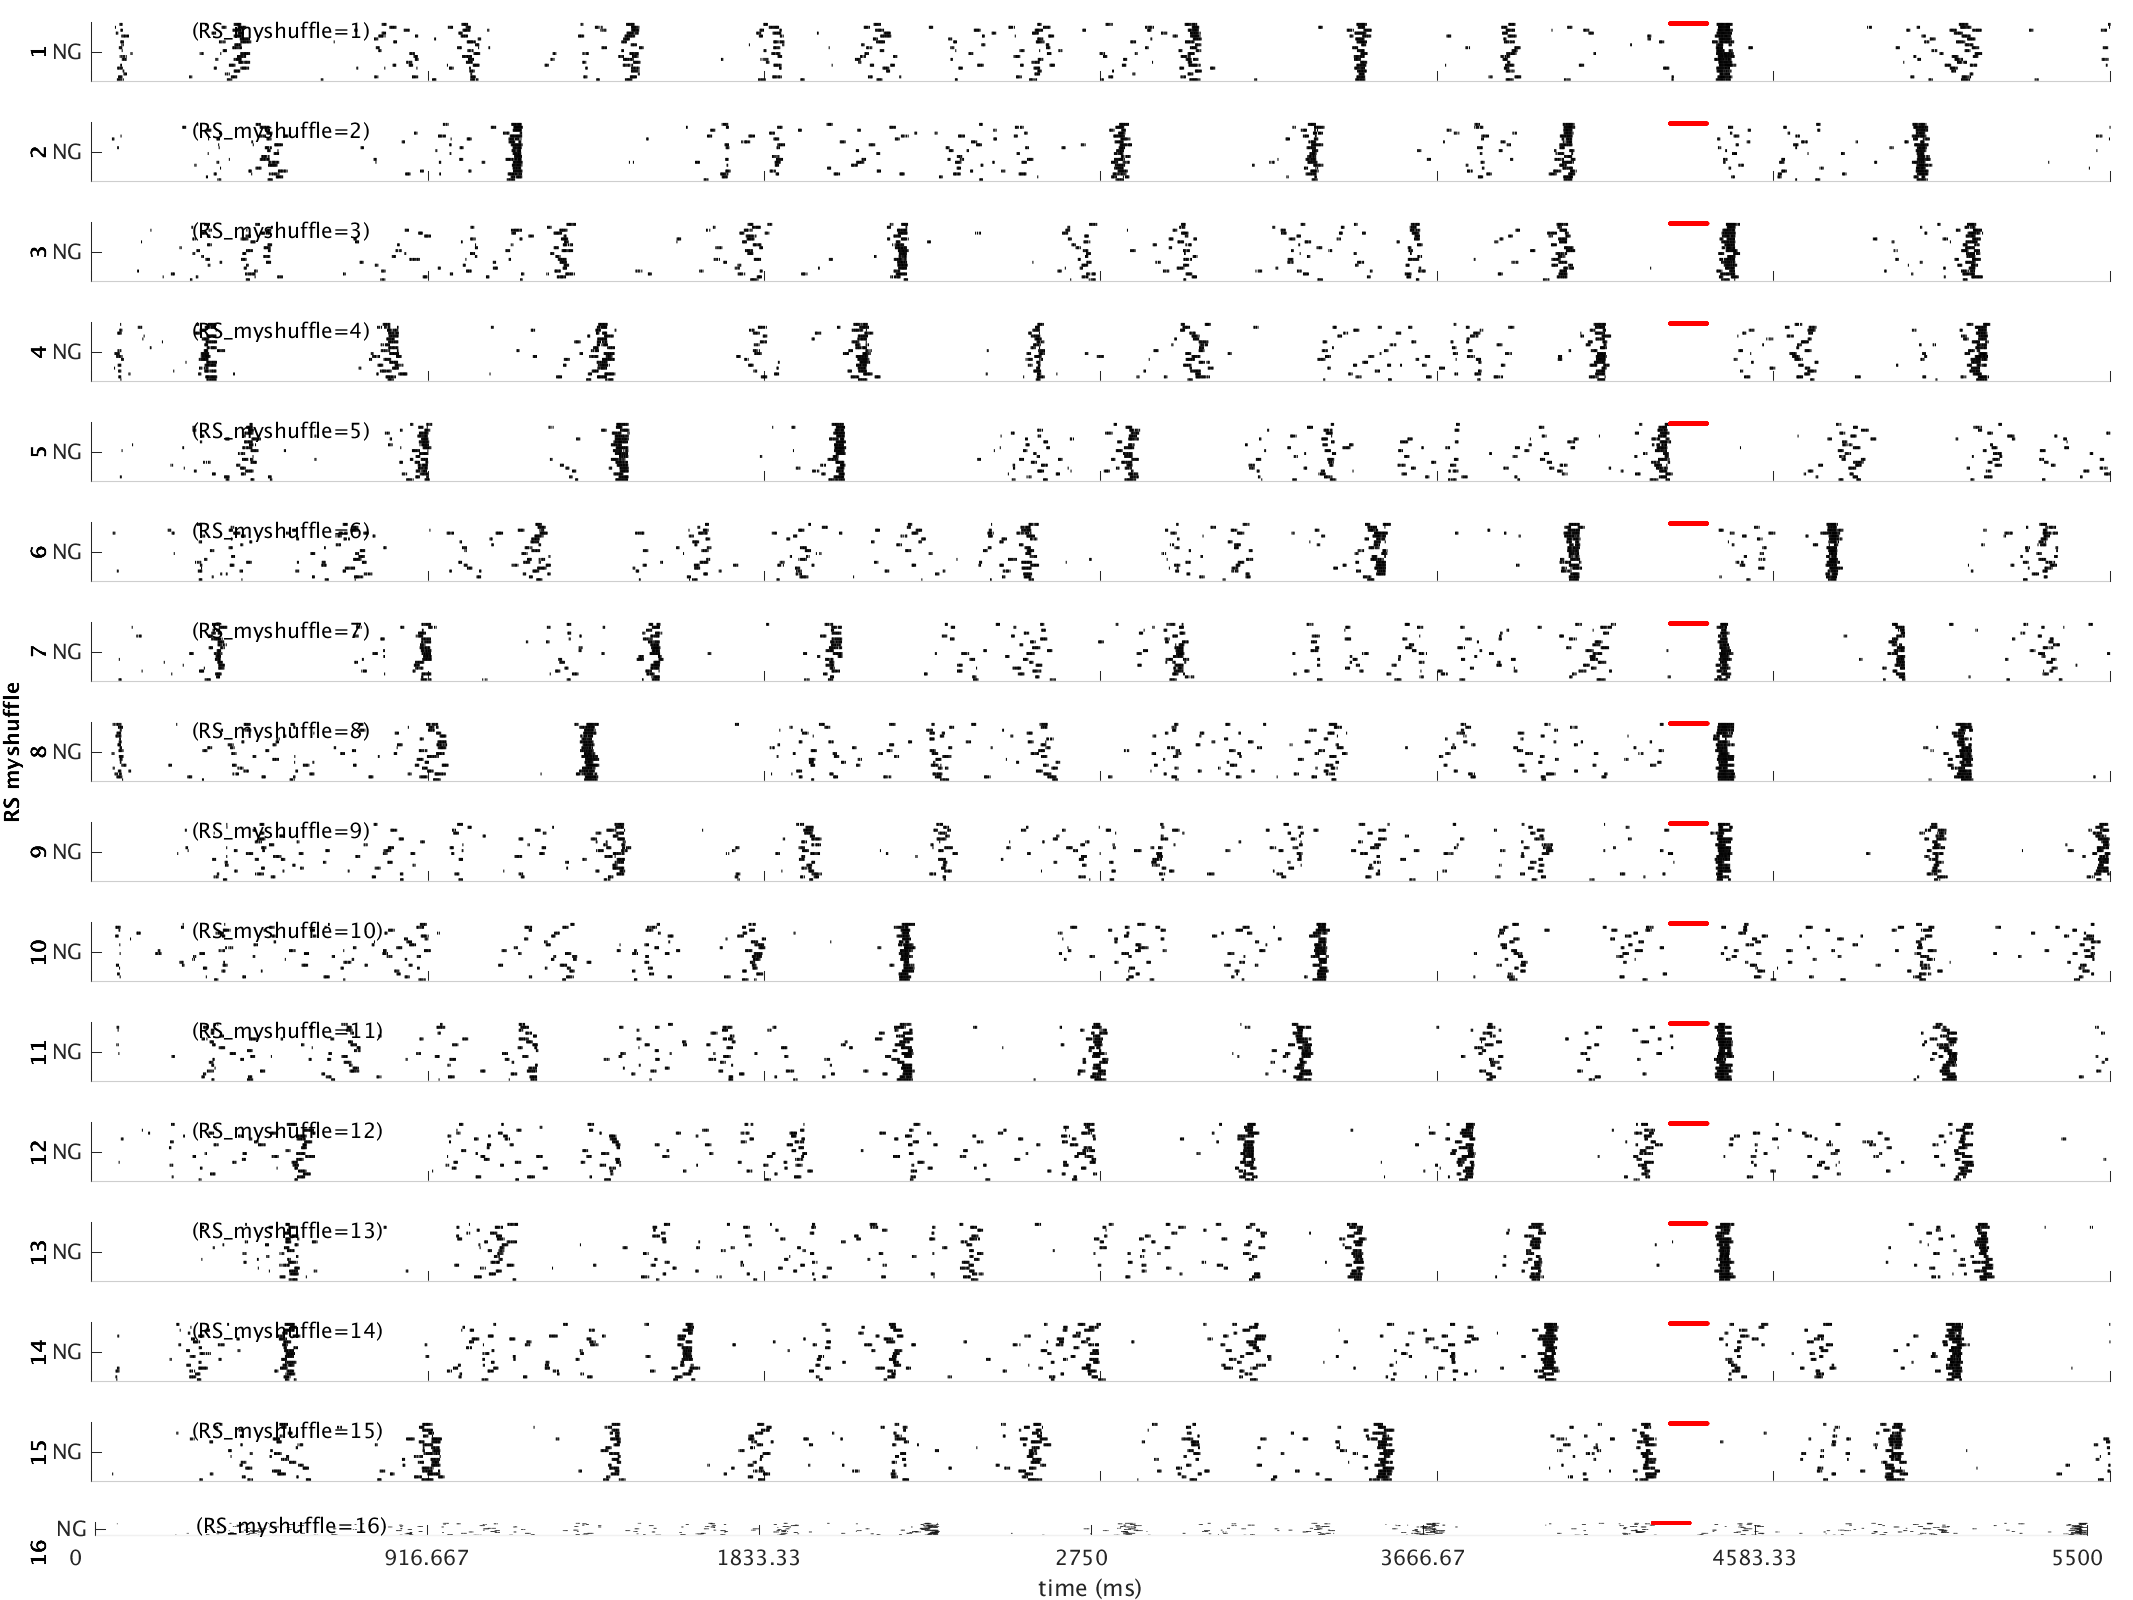 RS myshuffle
1 NG (RS_myshuffle=1)
2 NG (RS_myshuffle=2)
3 NG (RS_myshuffle=3)
4 NG (RS_myshuffle=4)
5 NG (RS_myshuffle=5)
6 NG (RS_myshuffle=6)
7 NG (RS_myshuffle=7)
8 NG (RS_myshuffle=8)
9 NG (RS_myshuffle=9)
10 NG (RS_myshuffle=10)
11 NG (RS_myshuffle=11)
12 NG (RS_myshuffle=12)
13 NG (RS_myshuffle=13)
14 NG (RS_myshuffle=14)
15 NG (RS_myshuffle=15)
16 NG (RS_myshuffle=16)
0 916.667 1833.33 2750 3666.67 4583.33 5500
time (ms)